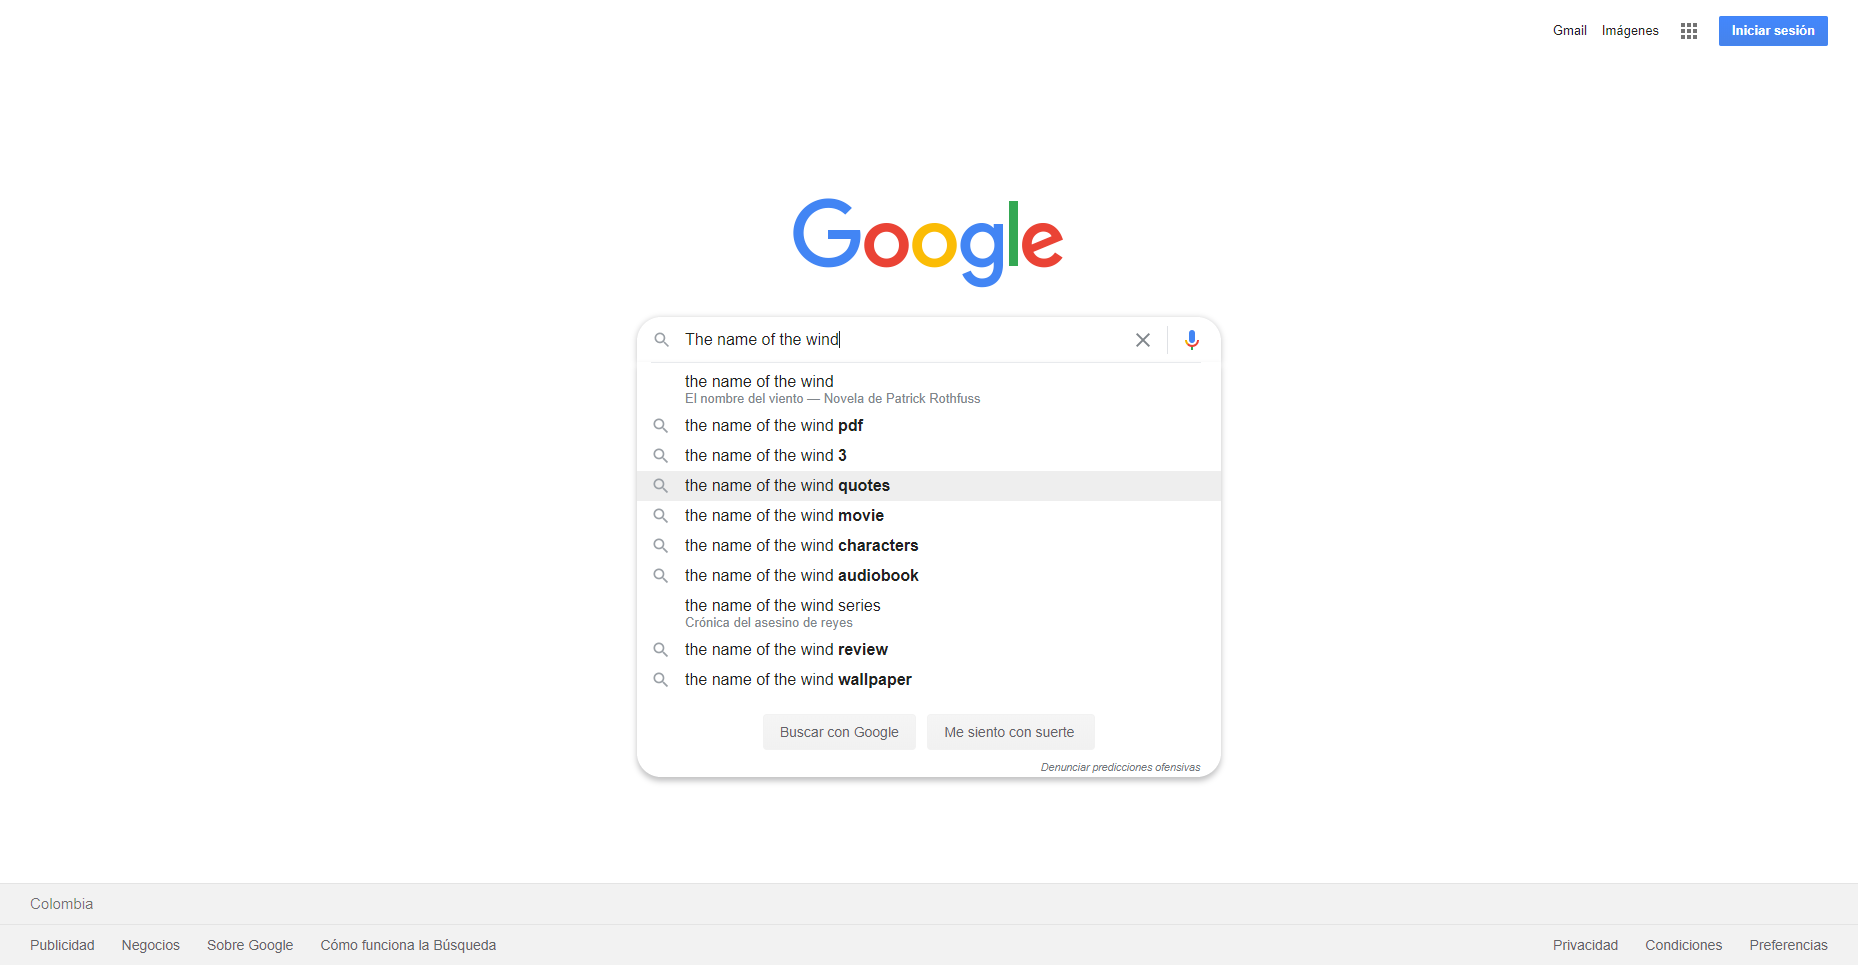 Gmail Imágenes Iniciar sesión
Google
The name of the wind
the name of the wind
El nombre del viento — Novela de Patrick Rothfuss
the name of the wind pdf
the name of the wind 3
the name of the wind quotes
the name of the wind movie
the name of the wind characters
the name of the wind audiobook
the name of the wind series
Crónica del asesino de reyes
the name of the wind review
the name of the wind wallpaper
Buscar con Google Me siento con suerte
Denunciar predicciones ofensivas
Colombia
Publicidad Negocios Sobre Google Cómo funciona la Búsqueda Privacidad Condiciones Preferencias